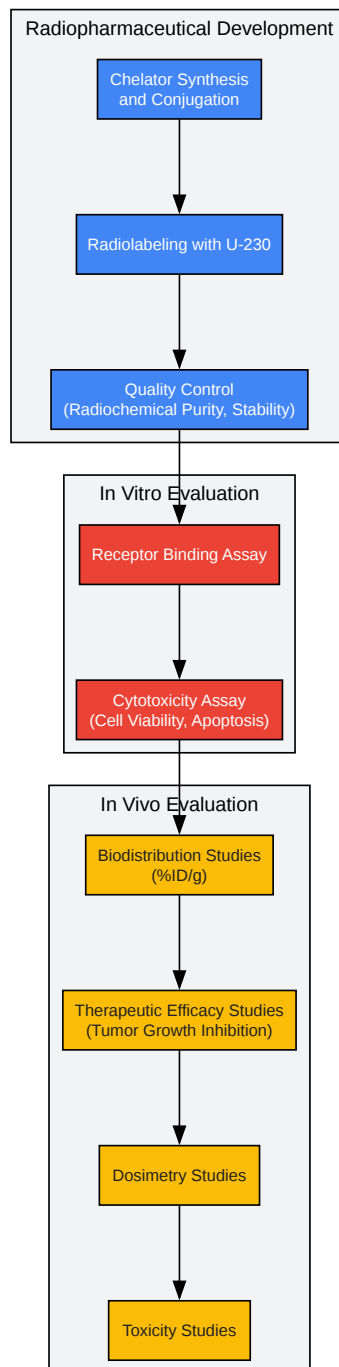 Radiopharmaceutical Development
Chelator Synthesis
and Conjugation
Radiolabeling with U-230
Quality Control
(Radiochemical Purity, Stability)
In Vitro Evaluation
Receptor Binding Assay
Cytotoxicity Assay
(Cell Viability, Apoptosis)
In Vivo Evaluation
Biodistribution Studies
(%ID/g)
Therapeutic Efficacy Studies
(Tumor Growth Inhibition)
Dosimetry Studies
Toxicity Studies